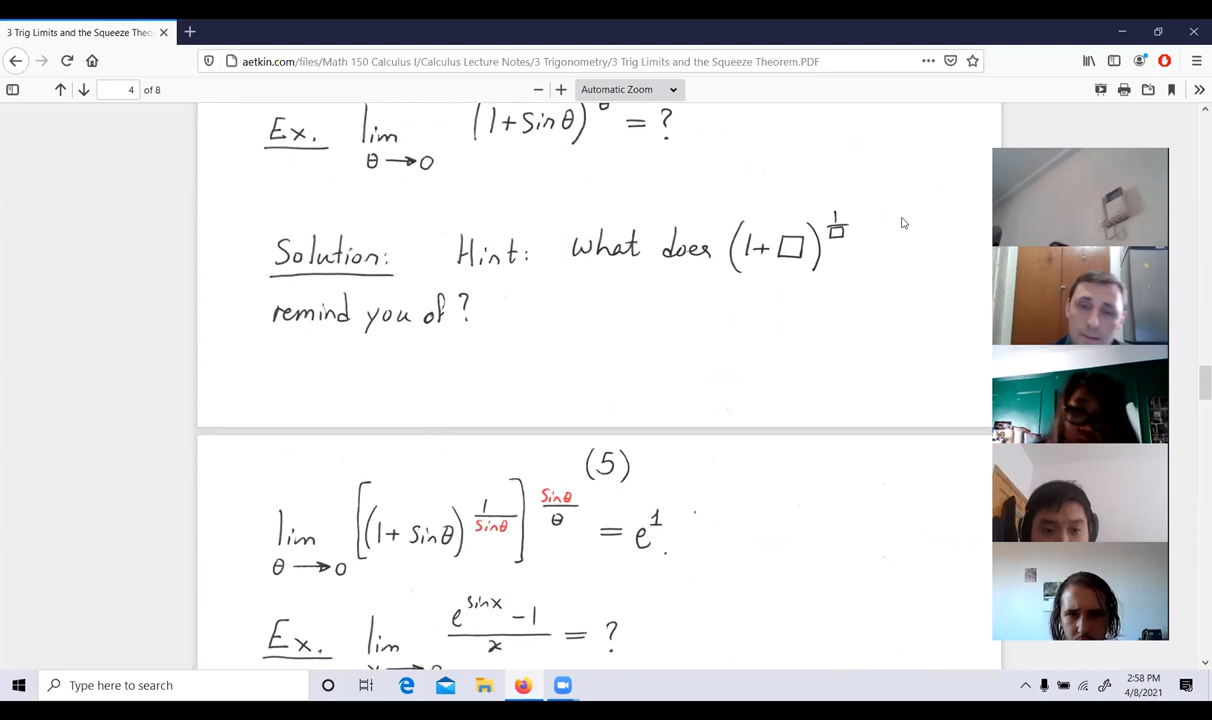 3 Trig Limits and the Squeeze Theo
aetkin.com/files/Math 150 Calculus I/Calculus Lecture Notes/3 Trigonometry/3 Trig Limits and the Squeeze Theorem.PDF
4 of 8
Automatic Zoom
Ex. lim θ→0 (1+sinθ)^ = ?
Solution: Hint: What does (1+□)^(1/□)
remind you of?
(5)
lim θ→0 [(1+sinθ)^(1/sinθ)]^(sinθ/θ) = e^1.
Ex. lim (e^sinx −1)/x = ?
Type here to search
2:58 PM
4/8/2021